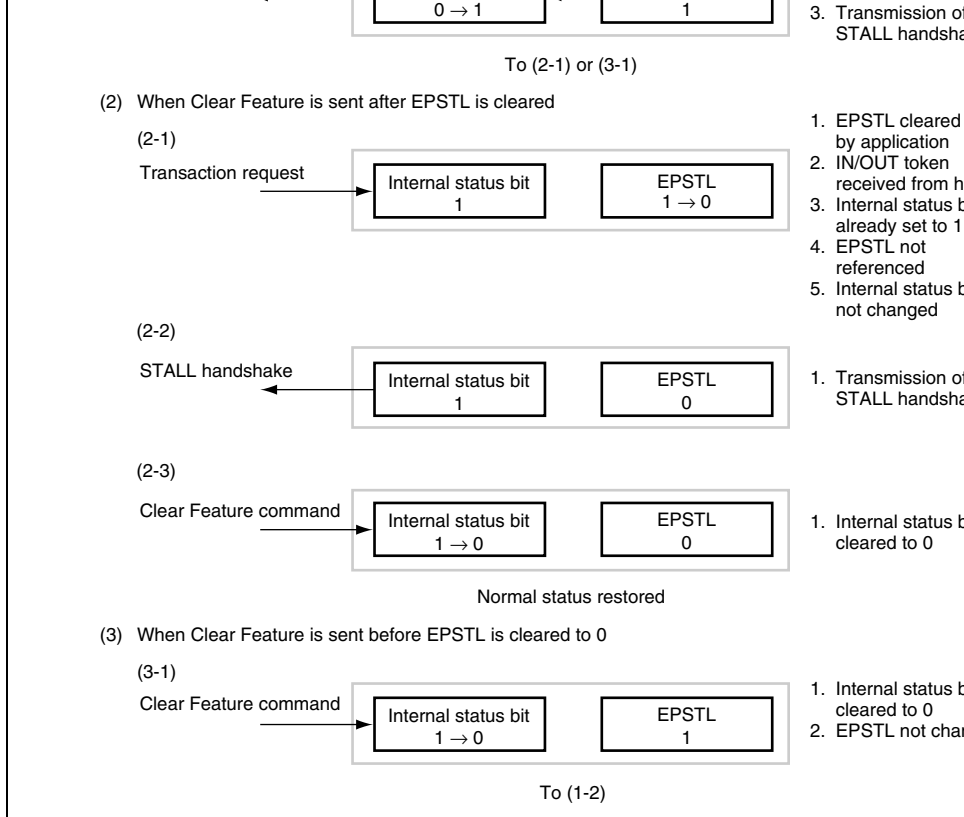 0 → 1
1
3. Transmission of
STALL
To (2-1) or (3-1)
(2) When Clear Feature is sent after EPSTL is cleared
(2-1)
Transaction request
Internal status bit
1
EPSTL
1 → 0
1. EPSTL cleared
by application
2. IN/OUT token
received from
3. Internal status
already set to 1
4. EPSTL not
referenced
5. Internal status
not changed
(2-2)
STALL handshake
Internal status bit
1
EPSTL
0
1. Transmission of
STALL
(2-3)
Clear Feature command
Internal status bit
1 → 0
EPSTL
0
1. Internal status
cleared to 0
Normal status restored
(3) When Clear Feature is sent before EPSTL is cleared to 0
(3-1)
Clear Feature command
Internal status bit
1 → 0
EPSTL
1
1. Internal status
cleared to 0
2. EPSTL not
To (1-2)